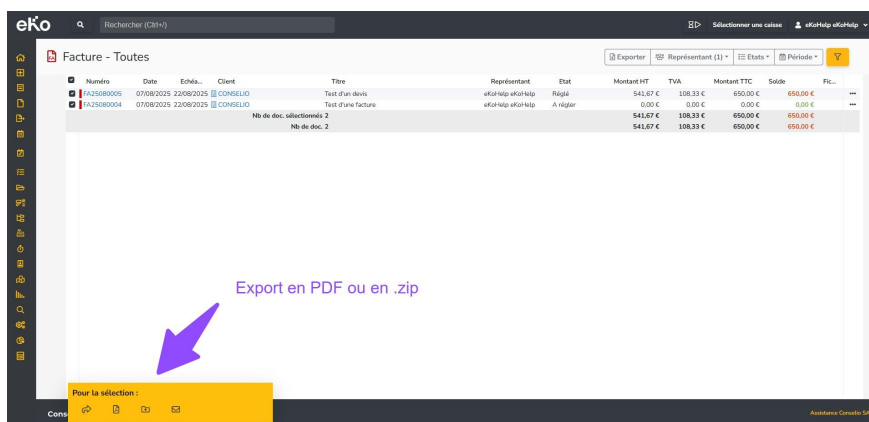 eko
Rechercher (Ctrl+/)
Sélectionner une caisse
eKoHelp eKoHelp
Facture - Toutes
Exporter
Représentant (1)
Etats
Période
Numéro Date Echéa... Client Titre Représentant Etat Montant HT TVA Montant TTC Solde Fic...
FA25080005 07/08/2025 22/08/2025 CONSELIO Test d'un devis eKoHelp eKoHelp Réglé 541,67 € 108,33 € 650,00 € 650,00 € ...
FA25080004 07/08/2025 22/08/2025 CONSELIO Test d'une facture eKoHelp eKoHelp A régler 0,00 € 0,00 € 0,00 € 0,00 € ...
Nb de doc. sélectionnés 2 541,67 € 108,33 € 650,00 € 650,00 €
Nb de doc. 2 541,67 € 108,33 € 650,00 € 650,00 €
Export en PDF ou en .zip
Pour la sélection :
Cons
Assistance Conselio SA